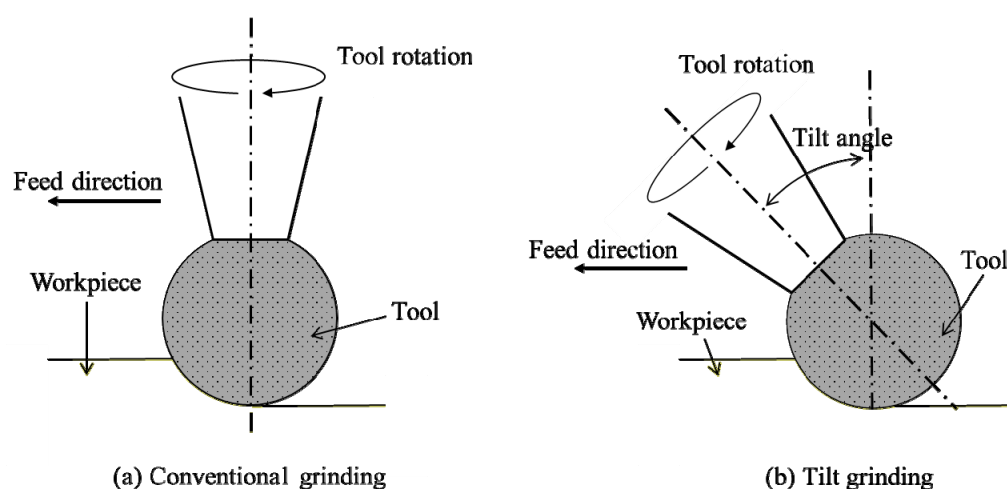 Tool rotation
Feed direction
Workpiece
Tool
(a) Conventional grinding
Tool rotation
Tilt angle
Feed direction
Tool
Workpiece
(b) Tilt grinding